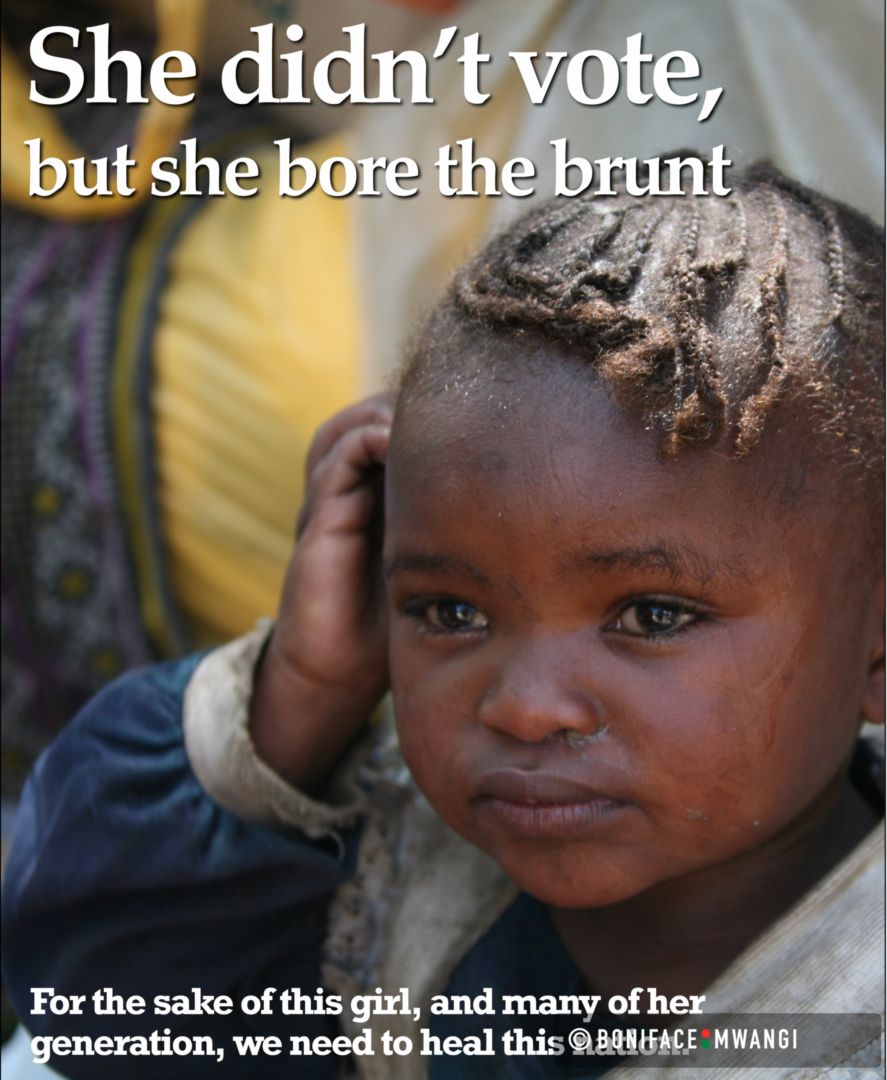 She didn’t vote,
but she bore the brunt
For the sake of this girl, and many of her
generation, we need to heal this nation.
© BONIFACE MWANGI